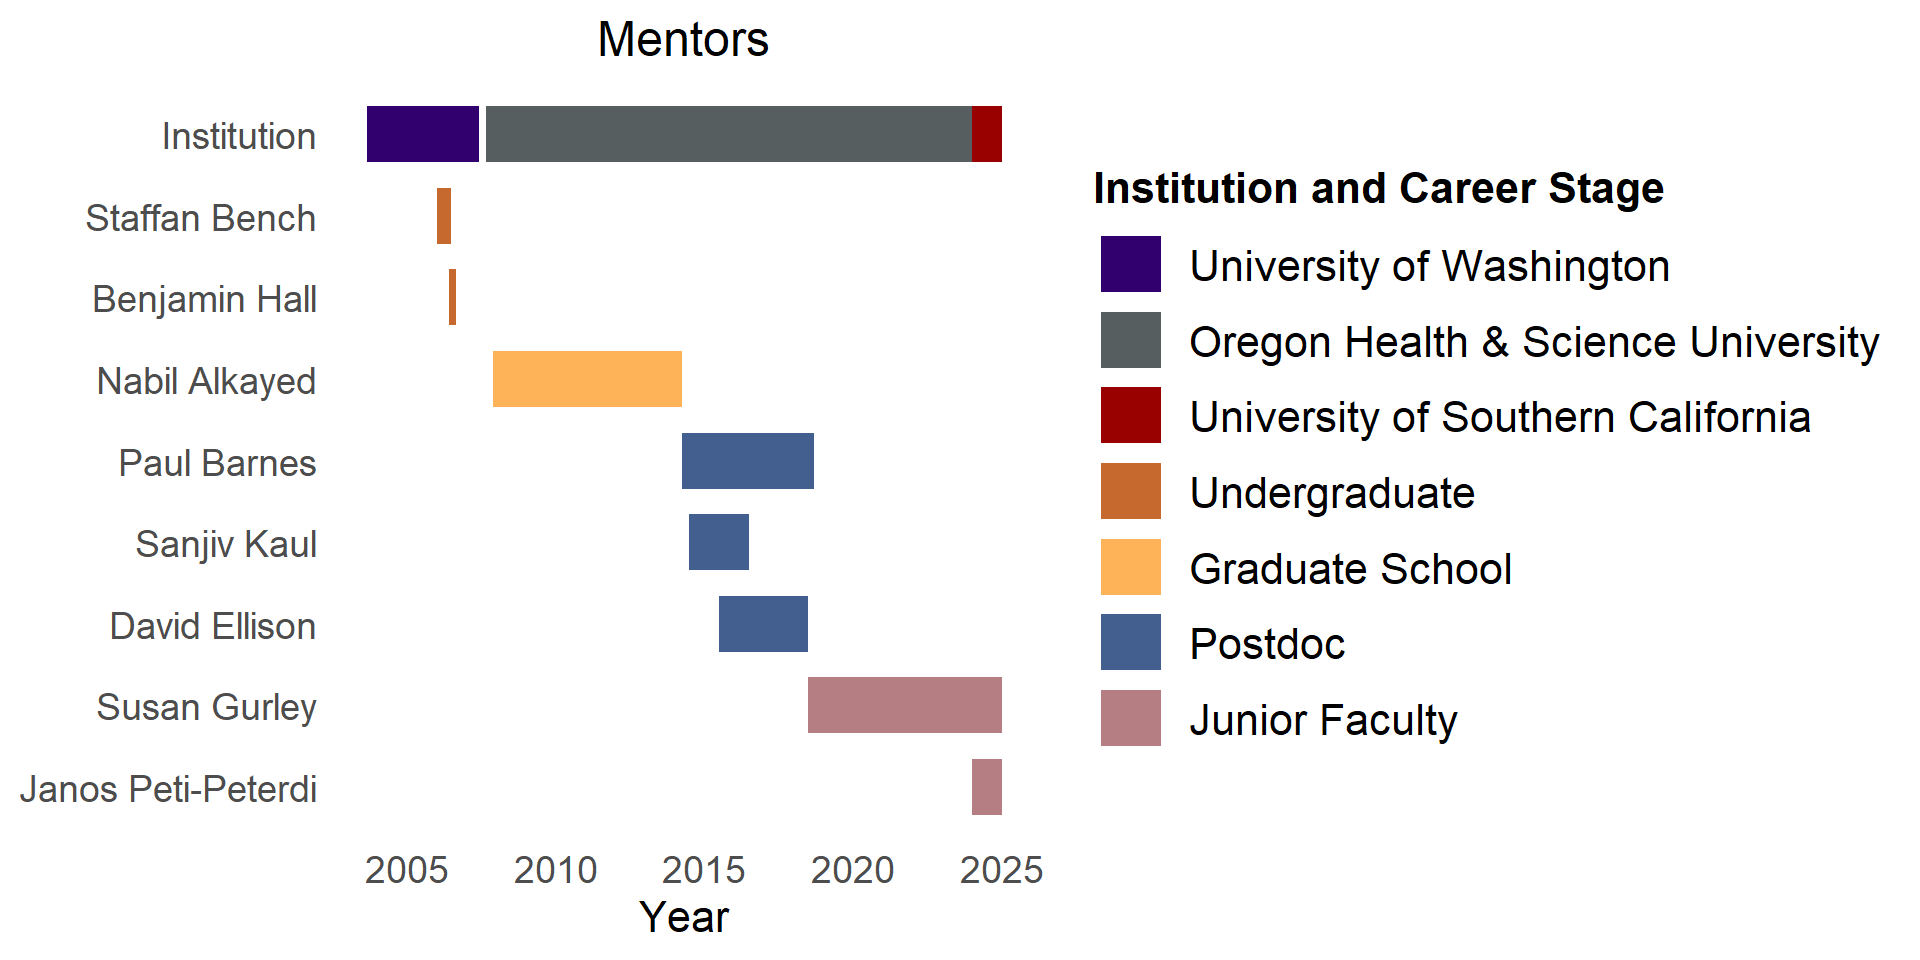 Mentors
Institution
Staffan Bench
Benjamin Hall
Nabil Alkayed
Paul Barnes
Sanjiv Kaul
David Ellison
Susan Gurley
Janos Peti-Peterdi
2005 2010 2015 2020 2025
Year
Institution and Career Stage
University of Washington
Oregon Health & Science University
University of Southern California
Undergraduate
Graduate School
Postdoc
Junior Faculty